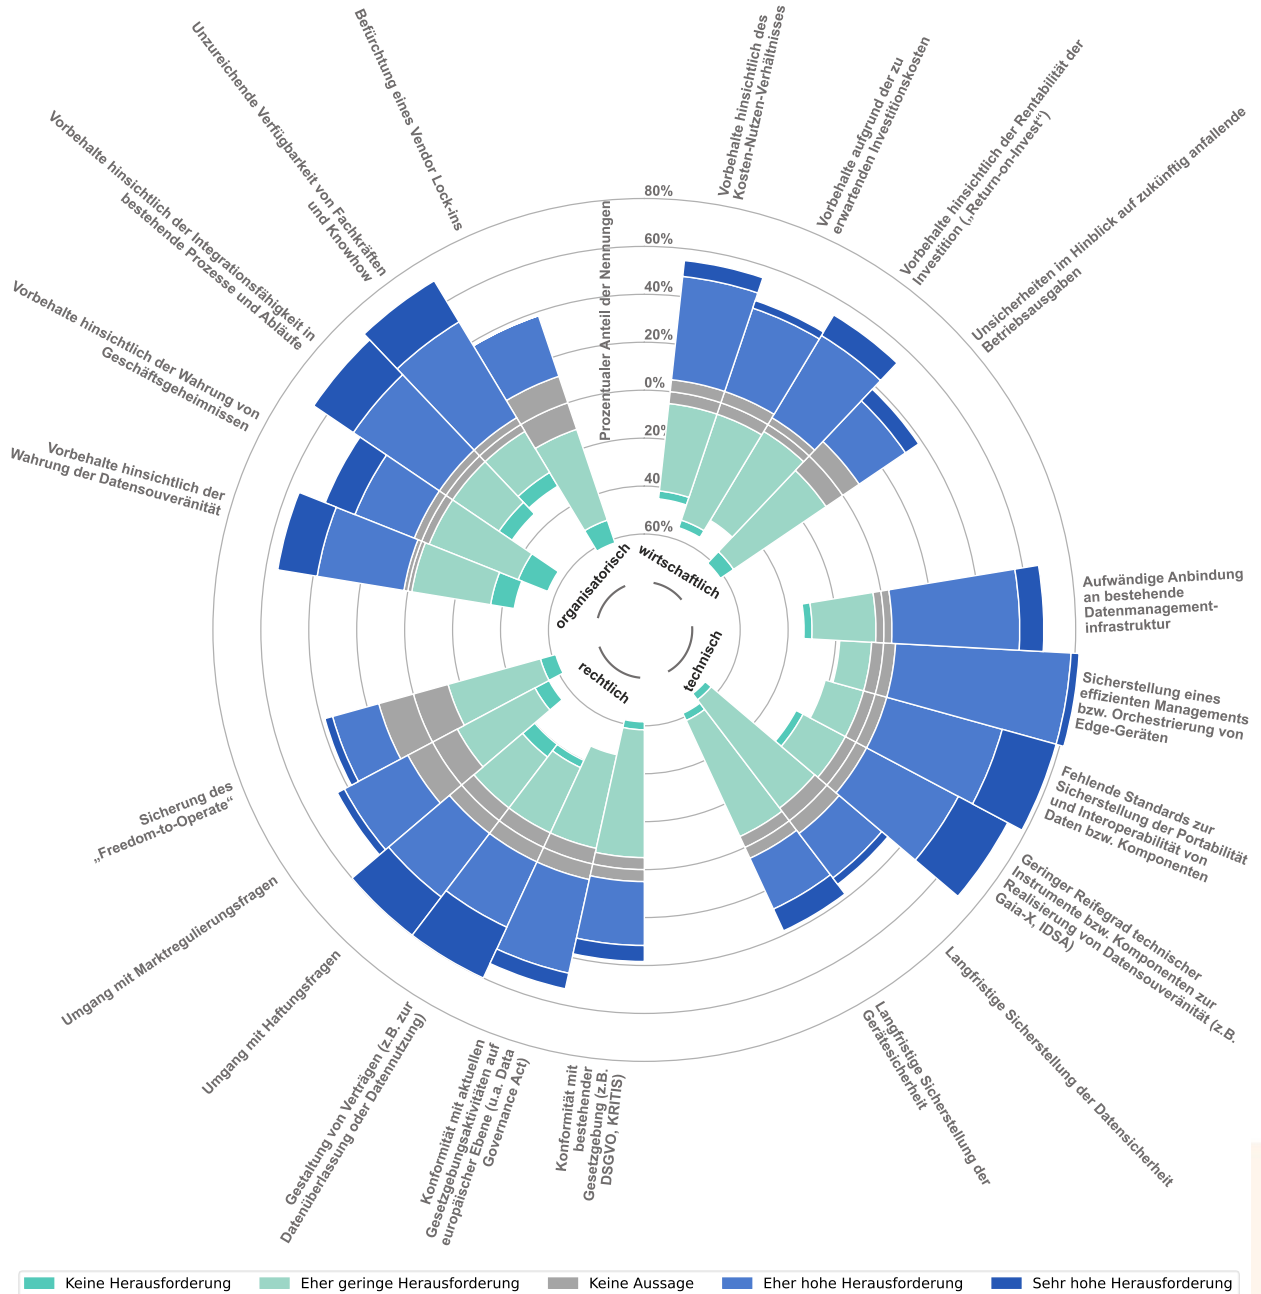 Befürchtung eines Vendor Lock-ins
Unzureichende Verfügbarkeit von Fachkräften
und Knowhow
Vorbehalte hinsichtlich der Integrationsfähigkeit in
bestehende Prozesse und Abläufe
Vorbehalte hinsichtlich der Wahrung von
Geschäftsgeheimnissen
Vorbehalte hinsichtlich der
Wahrung der Datensouveränität
Vorbehalte hinsichtlich des
Kosten-Nutzen-Verhältnisses
Vorbehalte aufgrund der zu
erwartenden Investitionskosten
Vorbehalte hinsichtlich der Rentabilität der
Investition („Return-on-Invest“)
Unsicherheiten im Hinblick auf zukünftig anfallende
Betriebsausgaben
80%
60%
40%
20%
0%
20%
40
60%
Prozentualer Anteil der Nennungen
organisatorisch
wirtschaftlich
rechtlich
technisch
Aufwändige Anbindung
an bestehende
Datenmanagement-
infrastruktur
Sicherstellung eines
effizienten Managements
bzw. Orchestrierung von
Edge-Geräten
Fehlende Standards zur
Sicherstellung der Portabilität
und Interoperabilität von
Daten bzw. Komponenten
Geringer Reifegrad technischer
Instrumente bzw. Komponenten zur
Realisierung von Datensouveränität (z.B.
Gaia-X, IDSA)
Langfristige Sicherstellung der Datensicherheit
Langfristige Sicherstellung der
Gerätesicherheit
Sicherung des
„Freedom-to-Operate“
Umgang mit Marktregulierungsfragen
Umgang mit Haftungsfragen
Gestaltung von Verträgen (z.B. zur
Datenüberlassung oder Datennutzung)
Konformität mit aktuellen
Gesetzgebungsaktivitäten auf
europäischer Ebene (u.a. Data
Governance Act)
Konformität mit
bestehender
Gesetzgebung (z.B.
DSGVO, KRITIS)
Keine Herausforderung
Eher geringe Herausforderung
Keine Aussage
Eher hohe Herausforderung
Sehr hohe Herausforderung